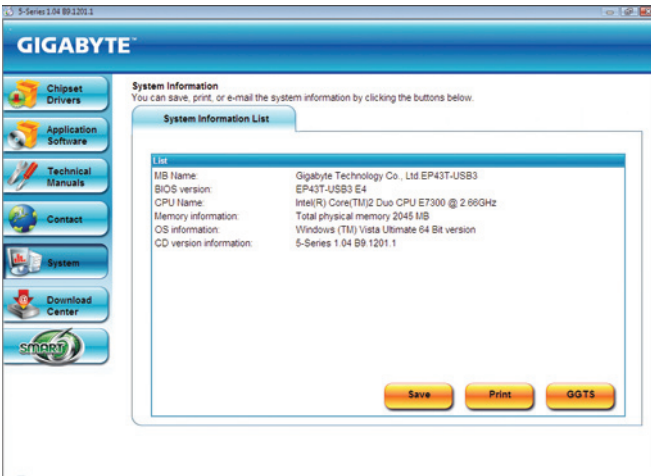 5-Series 1.04 B9.1201.1
GIGABYTE™
Chipset
Drivers
Application
Software
Technical
Manuals
Contact
System
Download
Center
SMART
System Information
You can save, print, or e-mail the system information by clicking the buttons below.
System Information List
List
MB Name: Gigabyte Technology Co., Ltd.EP43T-USB3
BIOS version: EP43T-USB3 E4
CPU Name: Intel(R) Core(TM)2 Duo CPU E7300 @ 2.66GHz
Memory information: Total physical memory 2045 MB
OS information: Windows (TM) Vista Ultimate 64 Bit version
CD version information: 5-Series 1.04 B9.1201.1
Save Print GGTS